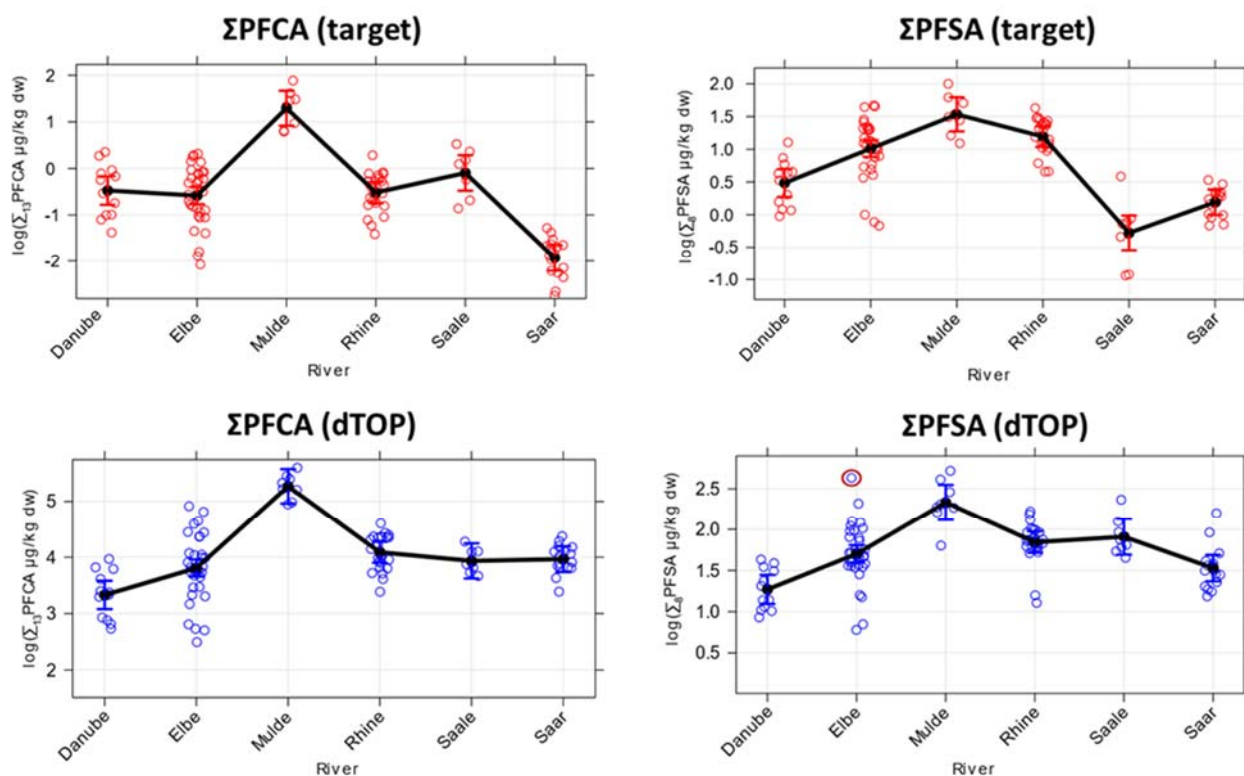 ΣPFCA (target)
log(Σ₁₃PFCA µg/kg dw)
2
1
0
-1
-2
Danube
Elbe
Mulde
Rhine
Saale
Saar
River
ΣPFSA (target)
log(Σ₈PFSA µg/kg dw)
2.0
1.5
1.0
0.5
0.0
-0.5
-1.0
Danube
Elbe
Mulde
Rhine
Saale
Saar
River
ΣPFCA (dTOP)
log(Σ₁₃PFCA µg/kg dw)
5
4
3
2
Danube
Elbe
Mulde
Rhine
Saale
Saar
River
ΣPFSA (dTOP)
log(Σ₈PFSA µg/kg dw)
2.5
2.0
1.5
1.0
0.5
Danube
Elbe
Mulde
Rhine
Saale
Saar
River